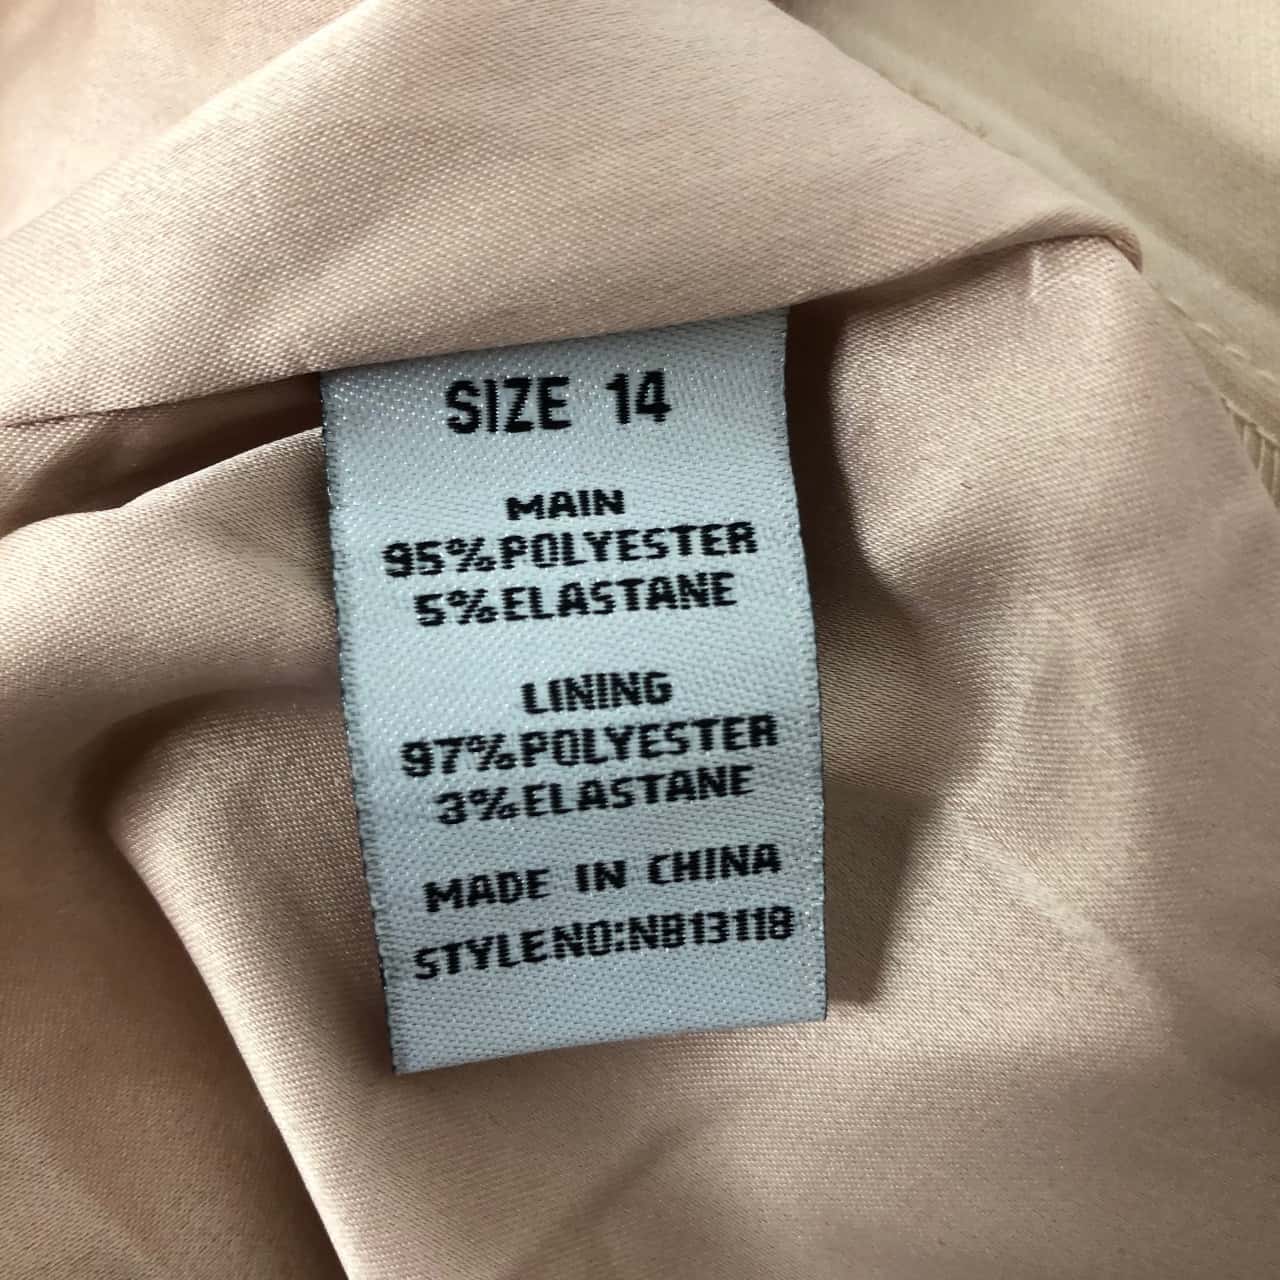 SIZE 14
MAIN
95%POLYESTER
5%ELASTANE
LINING
97%POLYESTER
3%ELASTANE
MADE IN CHINA
STYLENO:NB13118